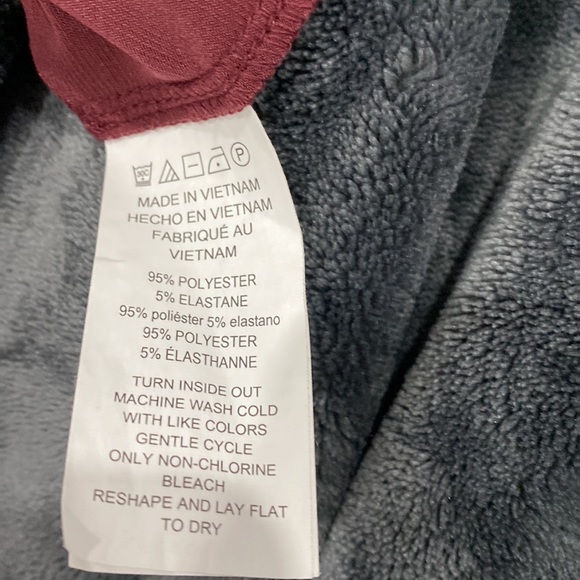 30C P
MADE IN VIETNAM
HECHO EN VIETNAM
FABRIQUÉ AU
VIETNAM
95% POLYESTER
5% ELASTANE
95% poliéster 5% elastano
95% POLYESTER
5% ÉLASTHANNE
TURN INSIDE OUT
MACHINE WASH COLD
WITH LIKE COLORS
GENTLE CYCLE
ONLY NON-CHLORINE
BLEACH
RESHAPE AND LAY FLAT
TO DRY